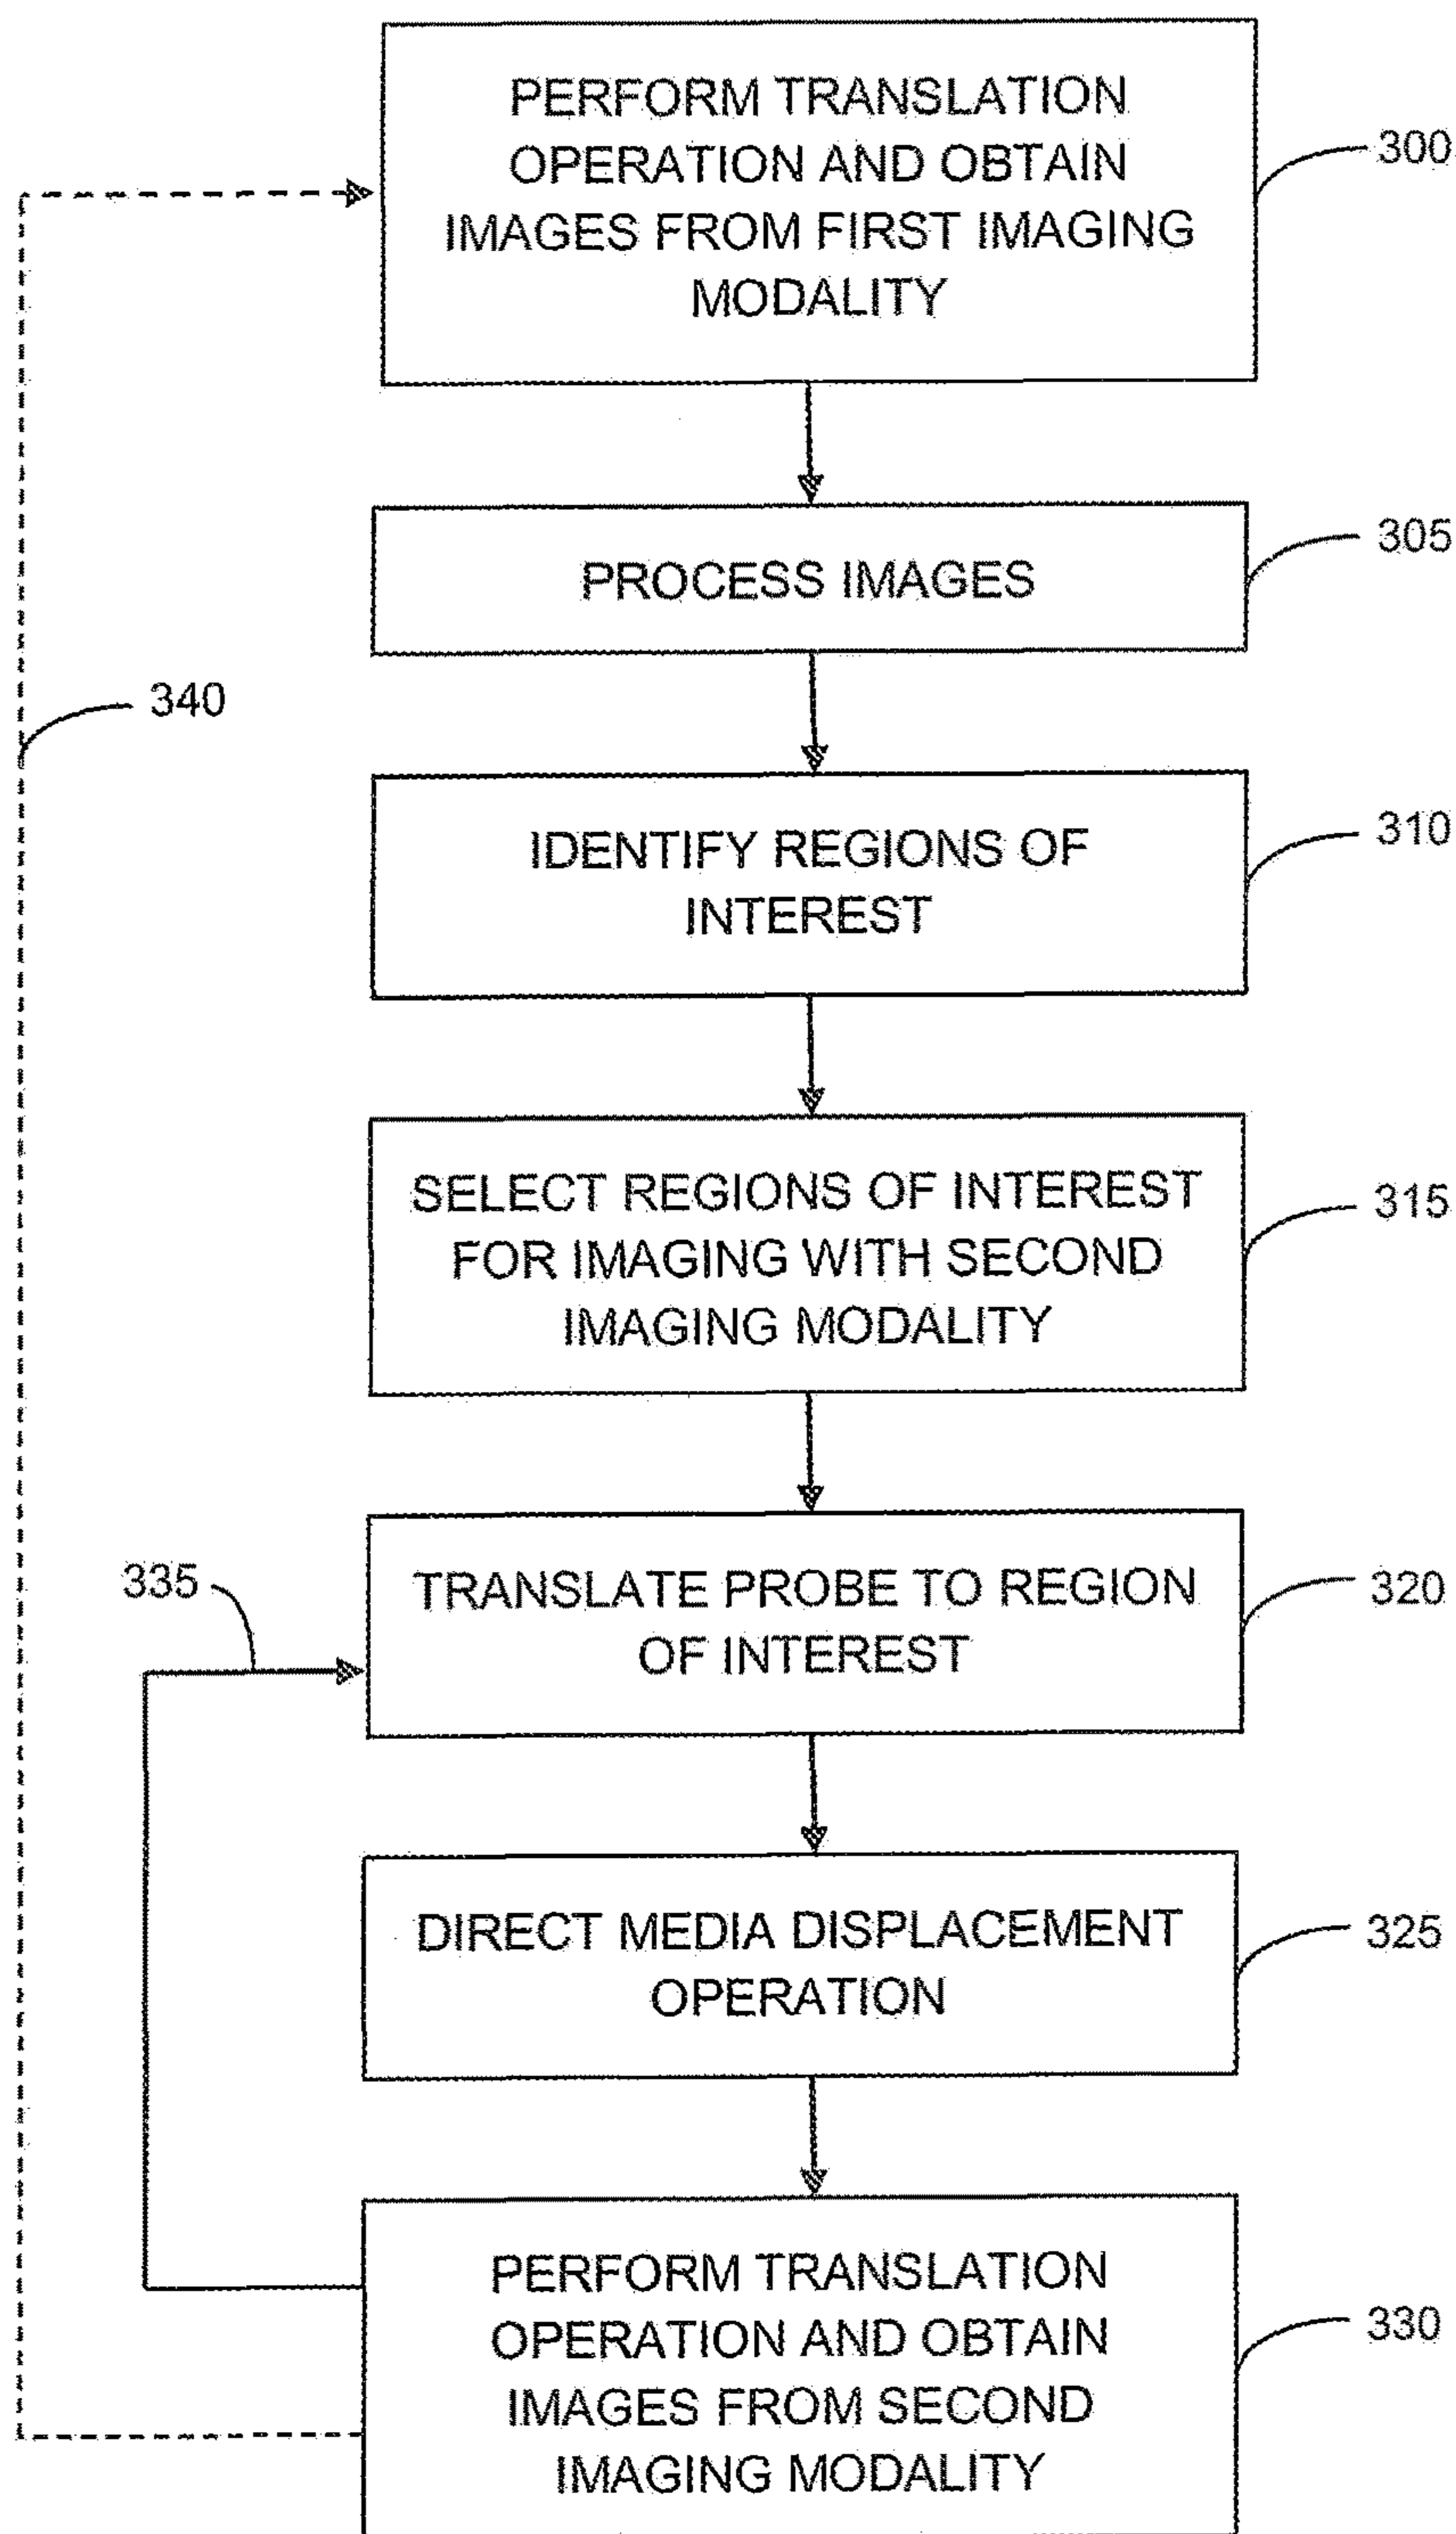 PERFORM TRANSLATION
OPERATION AND OBTAIN
IMAGES FROM FIRST IMAGING
MODALITY
300
PROCESS IMAGES
305
340
IDENTIFY REGIONS OF
INTEREST
310
SELECT REGIONS OF INTEREST
FOR IMAGING WITH SECOND
IMAGING MODALITY
315
335
TRANSLATE PROBE TO REGION
OF INTEREST
320
DIRECT MEDIA DISPLACEMENT
OPERATION
325
PERFORM TRANSLATION
OPERATION AND OBTAIN
IMAGES FROM SECOND
IMAGING MODALITY
330